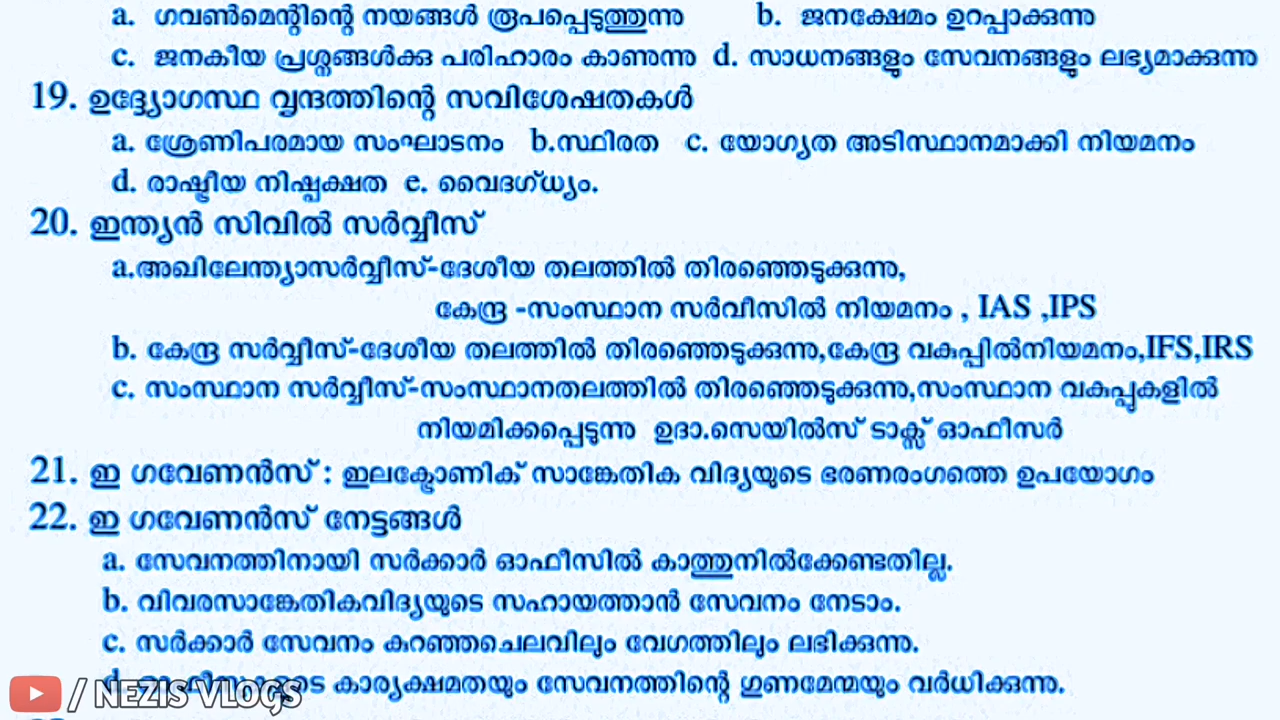 a. ഗവൺമെന്റിന്റെ നയങ്ങൾ രൂപപ്പെടുത്തുന്നു b. ജനക്ഷേമം ഉറപ്പാക്കുന്നു
c. ജനകീയ പ്രശ്നങ്ങൾക്കു പരിഹാരം കാണുന്നു d. സാധനങ്ങളും സേവനങ്ങളും ലഭ്യമാക്കുന്നു
19. ഉദ്ദ്യോഗസ്ഥ വൃന്ദത്തിന്റെ സവിശേഷതകൾ
a. ശ്രേണിപരമായ സംഘാടനം b.സ്ഥിരത c. യോഗ്യത അടിസ്ഥാനമാക്കി നിയമനം
d. രാഷ്ട്രീയ നിഷ്പക്ഷത e. വൈദഗ്ധ്യം.
20. ഇന്ത്യൻ സിവിൽ സർവ്വീസ്
a.അഖിലേന്ത്യാസർവ്വീസ്-ദേശീയ തലത്തിൽ തിരഞ്ഞെടുക്കുന്നു,
കേന്ദ്ര -സംസ്ഥാന സർവീസിൽ നിയമനം , IAS ,IPS
b. കേന്ദ്ര സർവ്വീസ്-ദേശീയ തലത്തിൽ തിരഞ്ഞെടുക്കുന്നു,കേന്ദ്ര വകുപ്പിൽനിയമനം,IFS,IRS
c. സംസ്ഥാന സർവ്വീസ്-സംസ്ഥാനതലത്തിൽ തിരഞ്ഞെടുക്കുന്നു,സംസ്ഥാന വകുപ്പുകളിൽ
നിയമിക്കപ്പെടുന്നു ഉദാ.സെയിൽസ് ടാക്സ് ഓഫീസർ
21. ഇ ഗവേണൻസ് : ഇലക്ട്രോണിക് സാങ്കേതിക വിദ്യയുടെ ഭരണരംഗത്തെ ഉപയോഗം
22. ഇ ഗവേണൻസ് നേട്ടങ്ങൾ
a. സേവനത്തിനായി സർക്കാർ ഓഫീസിൽ കാത്തുനിൽക്കേണ്ടതില്ല.
b. വിവരസാങ്കേതികവിദ്യയുടെ സഹായത്താൻ സേവനം നേടാം.
c. സർക്കാർ സേവനം കുറഞ്ഞചെലവിലും വേഗത്തിലും ലഭിക്കുന്നു.
കാര്യക്ഷമതയും സേവനത്തിന്റെ ഗുണമേന്മയും വർധിക്കുന്നു.
/ NEZIS VLOGS